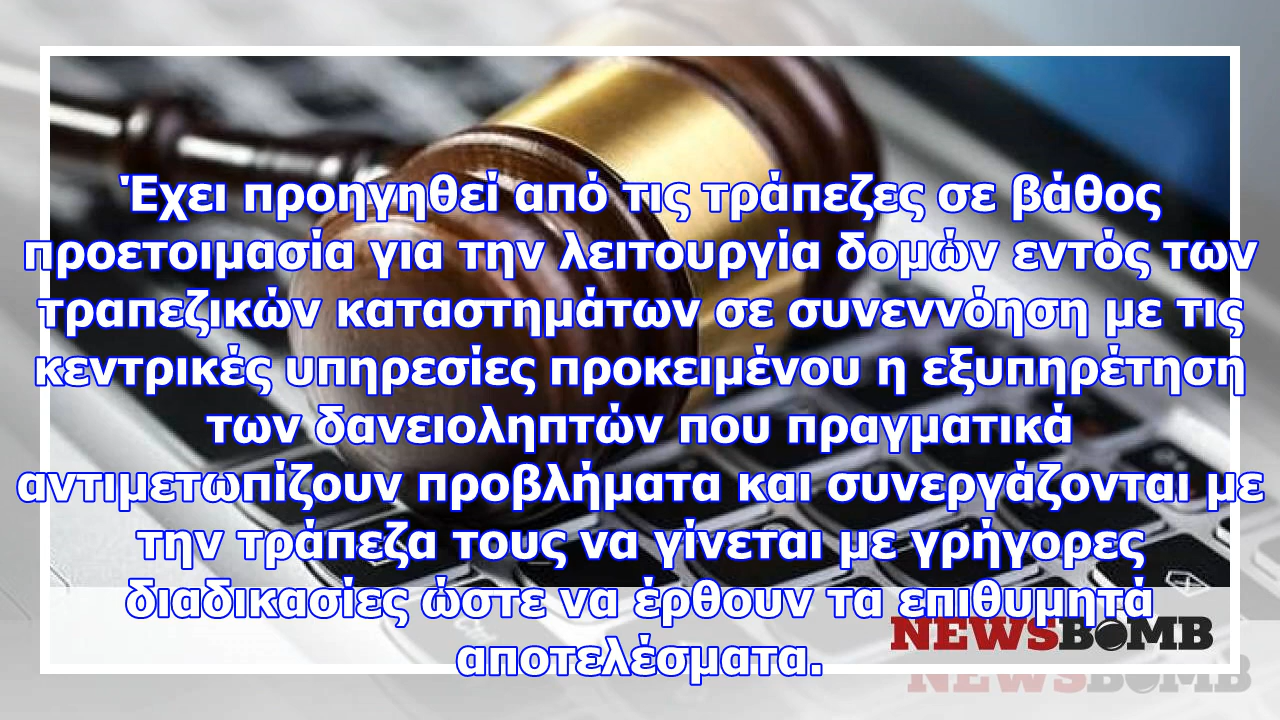 Έχει προηγηθεί από τις τράπεζες σε βάθος
προετοιμασία για την λειτουργία δομών εντός των
τραπεζικών καταστημάτων σε συνεννόηση με τις
κεντρικές υπηρεσίες προκειμένου η εξυπηρέτηση
των δανειοληπτών που πραγματικά
αντιμετωπίζουν προβλήματα και συνεργάζονται με
την τράπεζα τους να γίνεται με γρήγορες
διαδικασίες ώστε να έρθουν τα επιθυμητά
αποτελέσματα.
NEWSBOMB
NEWSBOMB